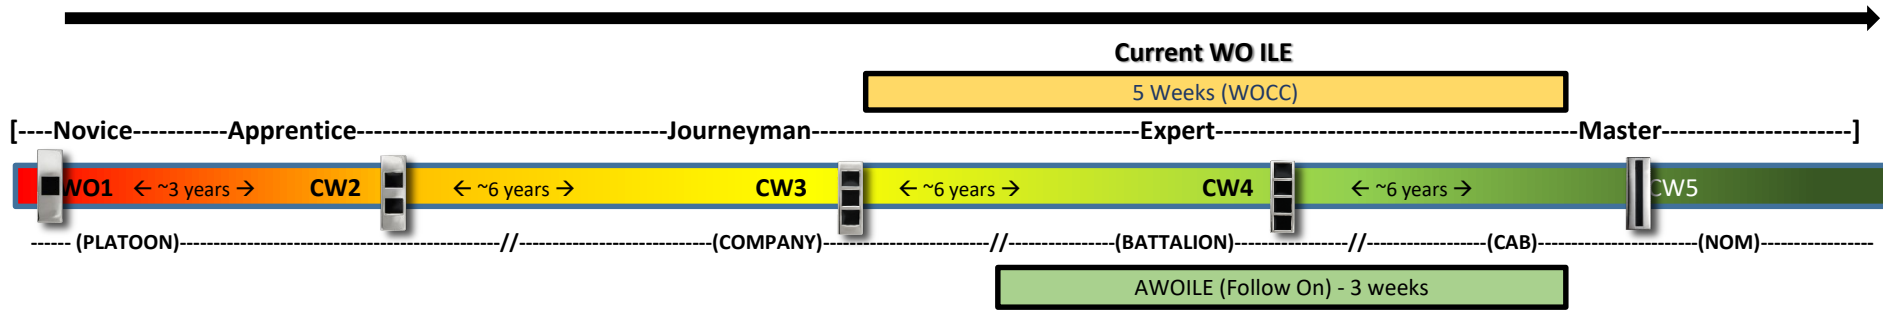 Current WO ILE
5 Weeks (WOCC)
[----Novice-----------Apprentice------------------------------------Journeyman--------------------------------------Expert------------------------------------------Master----------------------]
WO1 ← ~3 years → CW2 ← ~6 years → CW3 ← ~6 years → CW4 ← ~6 years → CW5
------ (PLATOON)--------------------------------------------//---------------------------(COMPANY)-----------------------//---------------(BATTALION)---------------//----------------(CAB)----------------------(NOM)---------------
AWOILE (Follow On) - 3 weeks